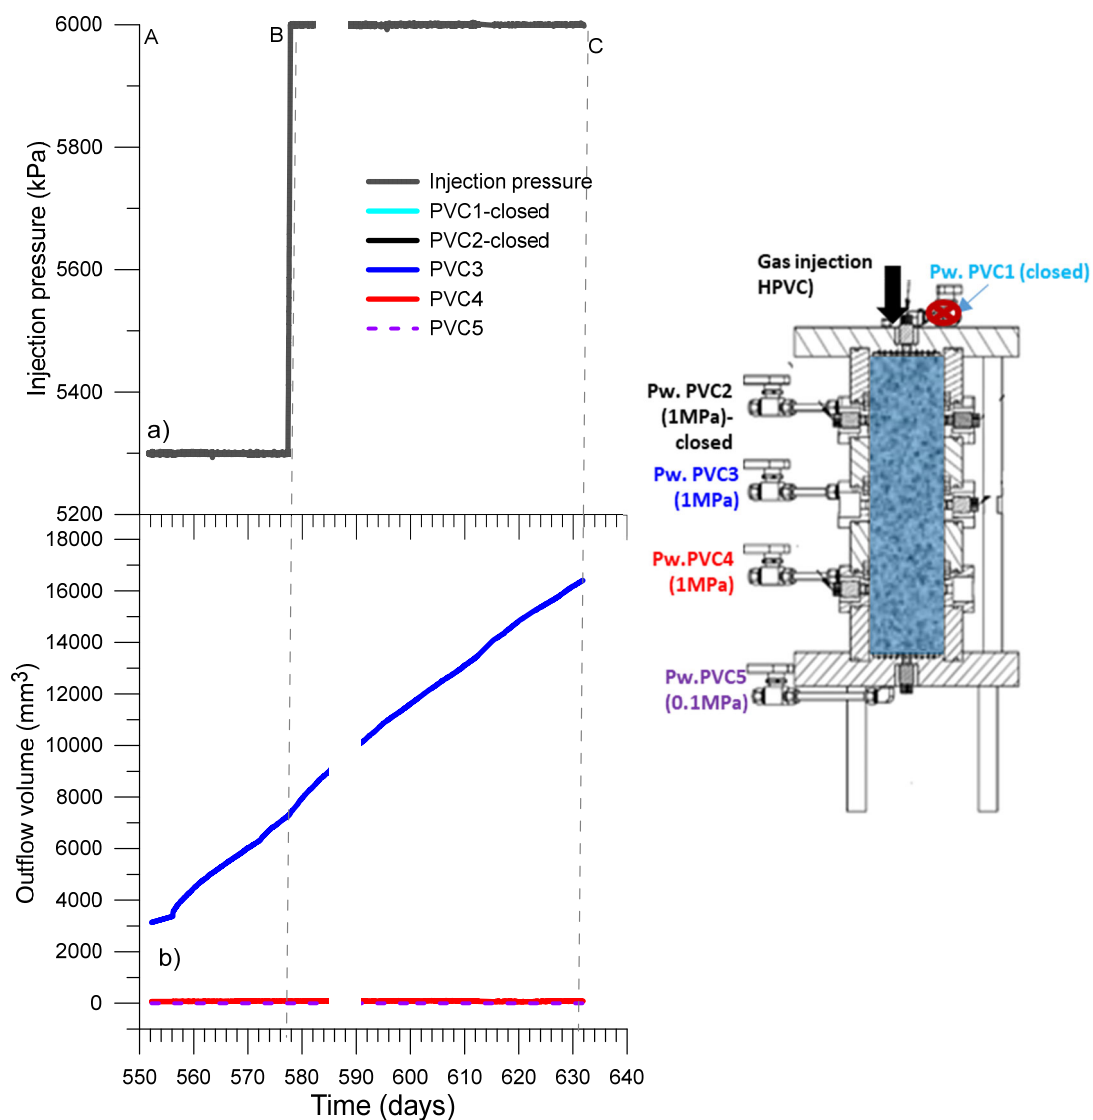 6000
5800
5600
5400
5200
Injection pressure (kPa)
A
B
C
Injection pressure
PVC1-closed
PVC2-closed
PVC3
PVC4
PVC5
a)
18000
16000
14000
12000
10000
8000
6000
4000
2000
0
Outflow volume (mm³)
b)
550 560 570 580 590 600 610 620 630 640
Time (days)
Gas injection
HPVC)
Pw. PVC1 (closed)
Pw. PVC2
(1MPa)-
closed
Pw. PVC3
(1MPa)
Pw.PVC4
(1MPa)
Pw.PVC5
(0.1MPa)